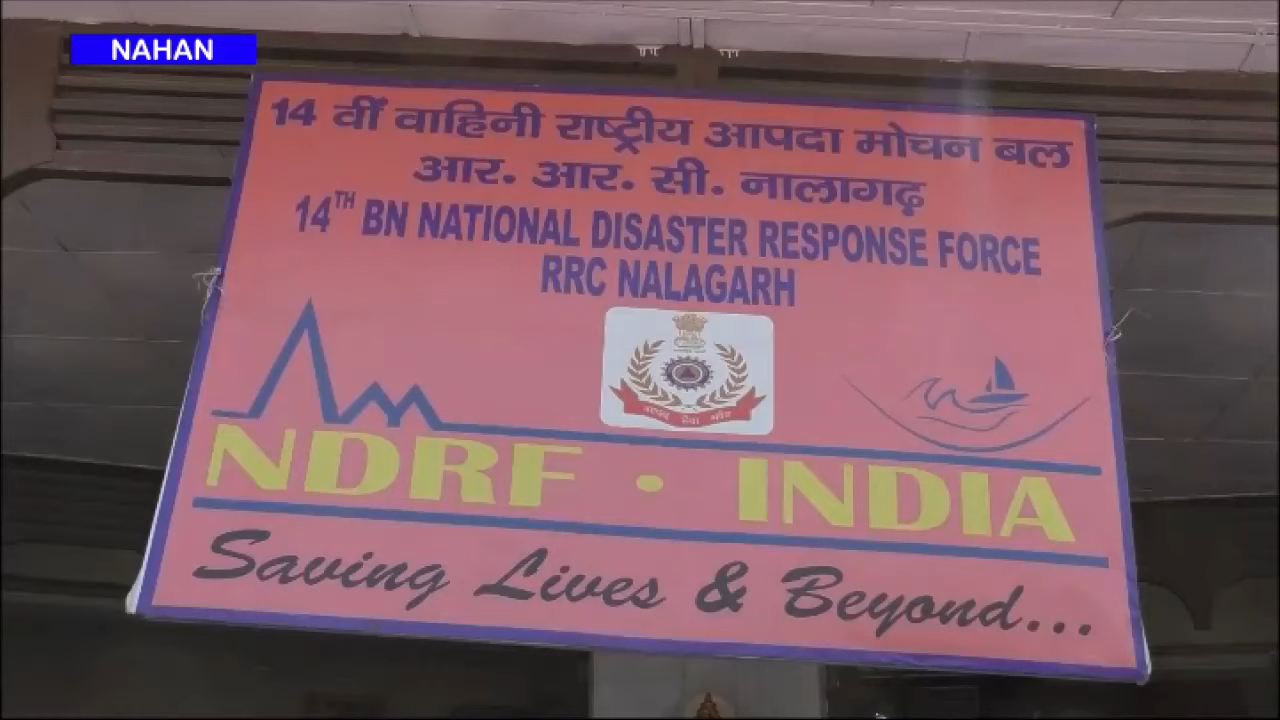 NAHAN
14 वीं वाहिनी राष्ट्रीय आपदा मोचन बल
आर. आर. सी. नालागढ़
14TH BN NATIONAL DISASTER RESPONSE FORCE
RRC NALAGARH
NDRF · INDIA
Saving Lives & Beyond...